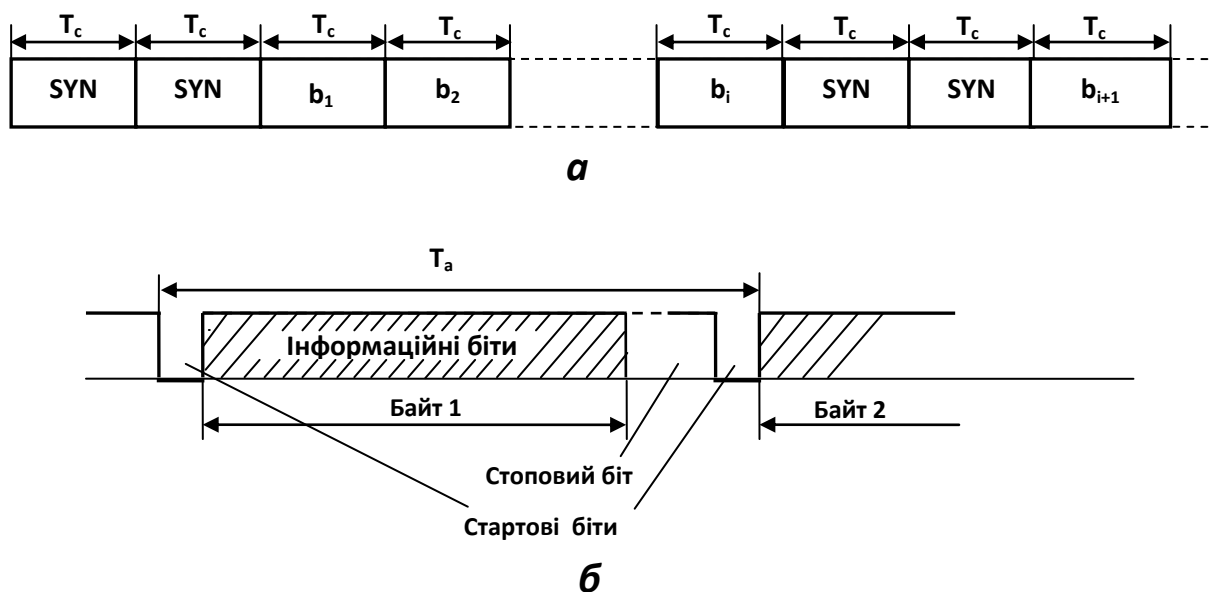 Tc Tc Tc Tc Tc Tc Tc Tc
SYN SYN b1 b2 bi SYN SYN bi+1
а
Ta
Інформаційні біти
Байт 1 Байт 2
Стоповий біт
Стартові біти
б